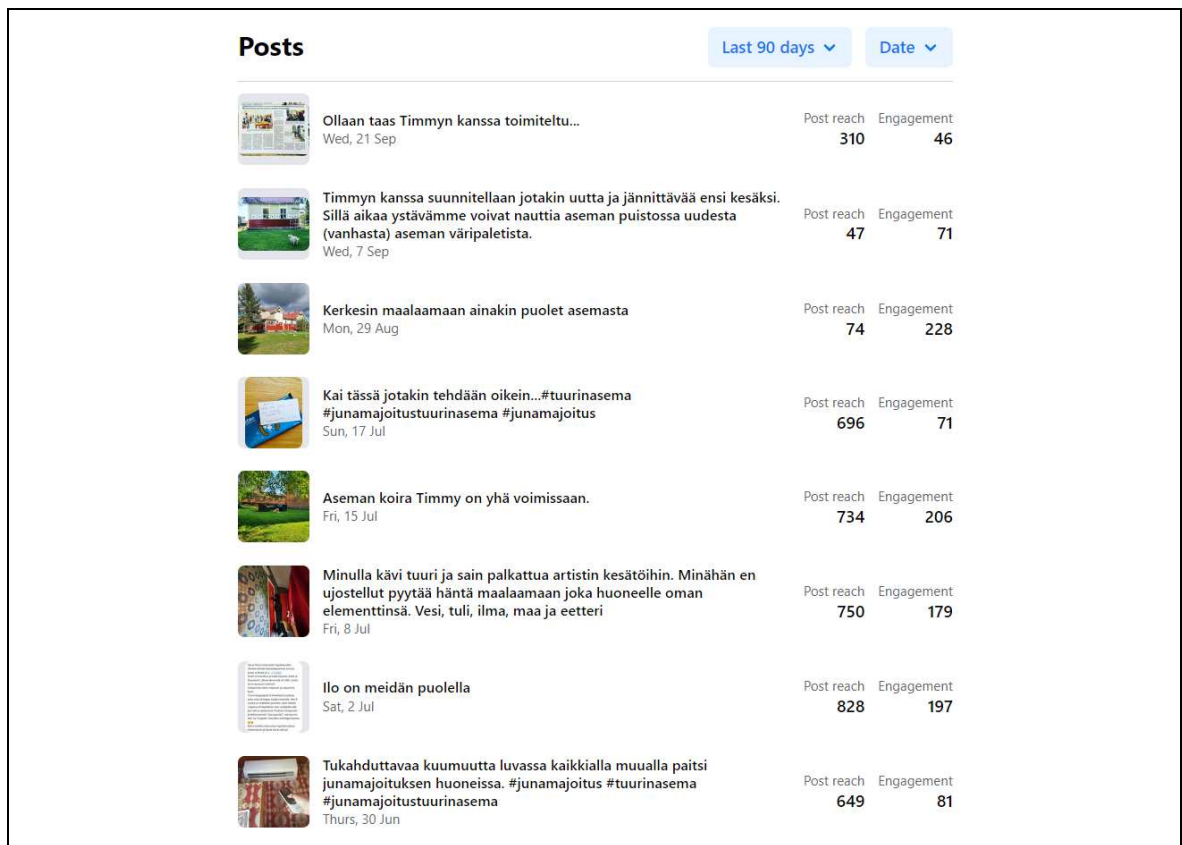 Posts
Last 90 days
Date
Ollaan taas Timmyn kanssa toimiteltu...
Wed, 21 Sep
Post reach Engagement
310 46
Timmyn kanssa suunnitellaan jotakin uutta ja jännittävää ensi kesäksi.
Sillä aikaa ystävämme voivat nauttia aseman puistossa uudesta
(vanhasta) aseman väripaletista.
Wed, 7 Sep
Post reach Engagement
47 71
Kerkesin maalaamaan ainakin puolet asemasta
Mon, 29 Aug
Post reach Engagement
74 228
Kai tässä jotakin tehdään oikein...#tuurinasema
#junamajoitustuurinasema #junamajoitus
Sun, 17 Jul
Post reach Engagement
696 71
Aseman koira Timmy on yhä voimissaan.
Fri, 15 Jul
Post reach Engagement
734 206
Minulla kävi tuuri ja sain palkattua artistin kesätöihin. Minähän en
ujostellut pyytää häntä maalaamaan joka huoneelle oman
elementtinsä. Vesi, tuli, ilma, maa ja eetteri
Fri, 8 Jul
Post reach Engagement
750 179
Ilo on meidän puolella
Sat, 2 Jul
Post reach Engagement
828 197
Tukahduttavaa kuumuutta luvassa kaikkialla muualla paitsi
junamajoituksen huoneissa. #junamajoitus #tuurinasema
#junamajoitustuurinasema
Thurs, 30 Jun
Post reach Engagement
649 81